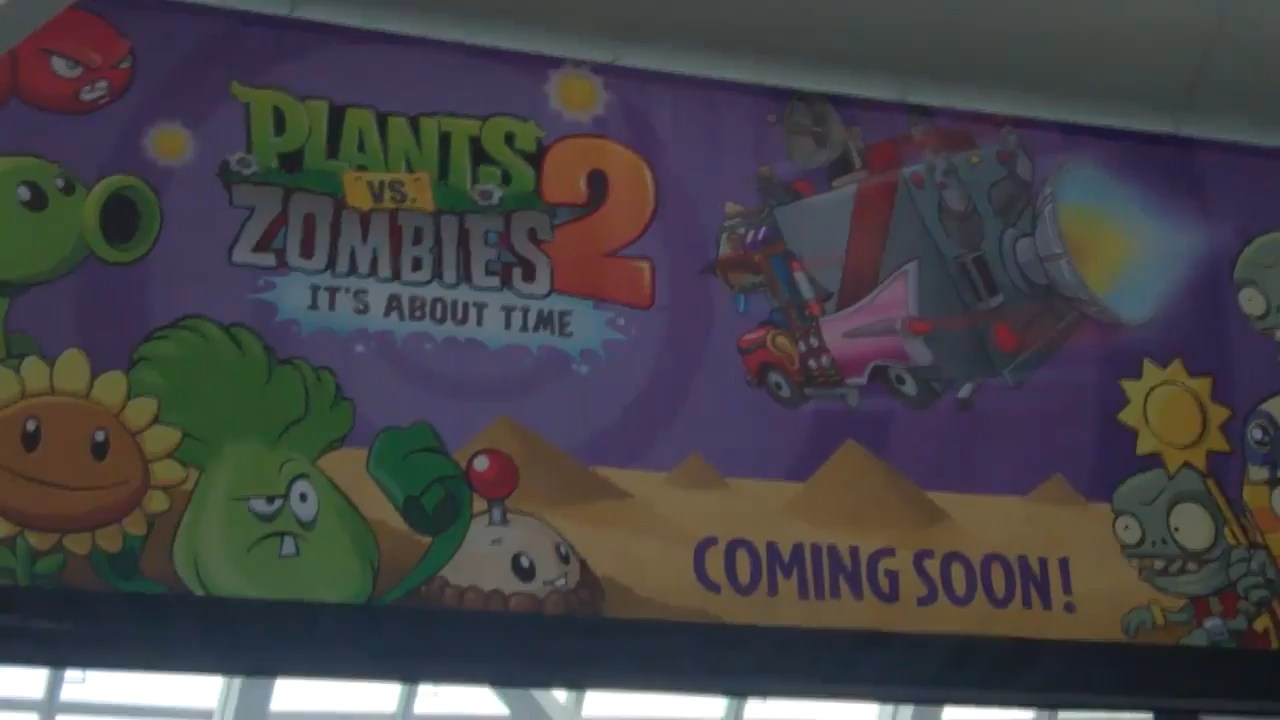 PLANTS
VS.
ZOMBIES 2
IT'S ABOUT TIME
COMING SOON!